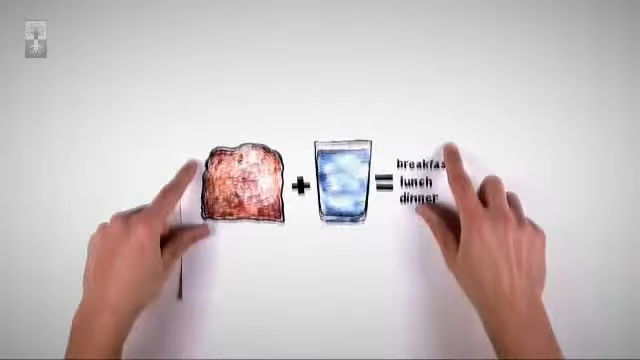 + =
breakfas
lunch
dinner